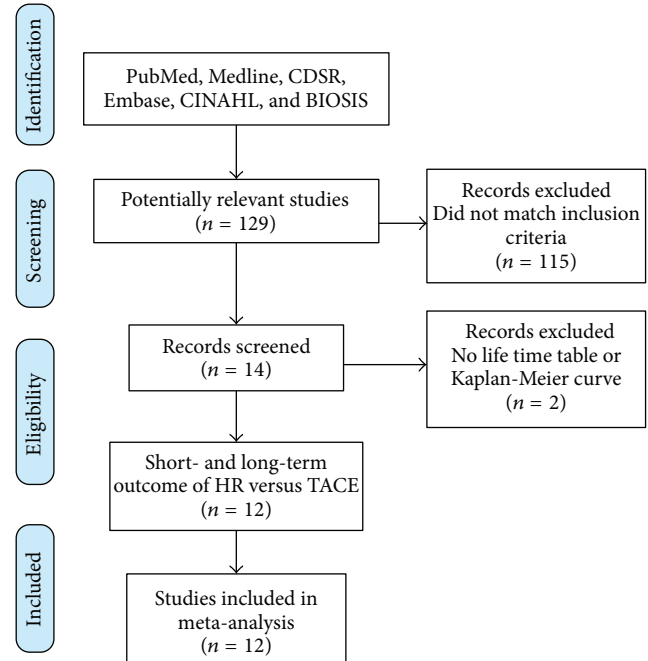 Identification
PubMed, Medline, CDSR,
Embase, CINAHL, and BIOSIS
Screening
Potentially relevant studies
(n = 129)
Records excluded
Did not match inclusion
criteria
(n = 115)
Eligibility
Records screened
(n = 14)
Records excluded
No life time table or
Kaplan-Meier curve
(n = 2)
Short- and long-term
outcome of HR versus TACE
(n = 12)
Included
Studies included in
meta-analysis
(n = 12)